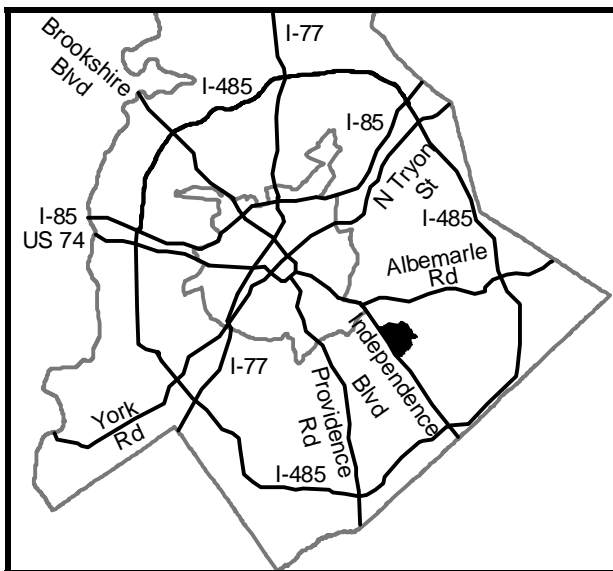 I-77
Brookshire
Blvd
I-485
I-85
N Tryon
St
I-85
US 74
I-485
Albemarle
Rd
Independence
Blvd
I-77
Providence
Rd
York
Rd
I-485